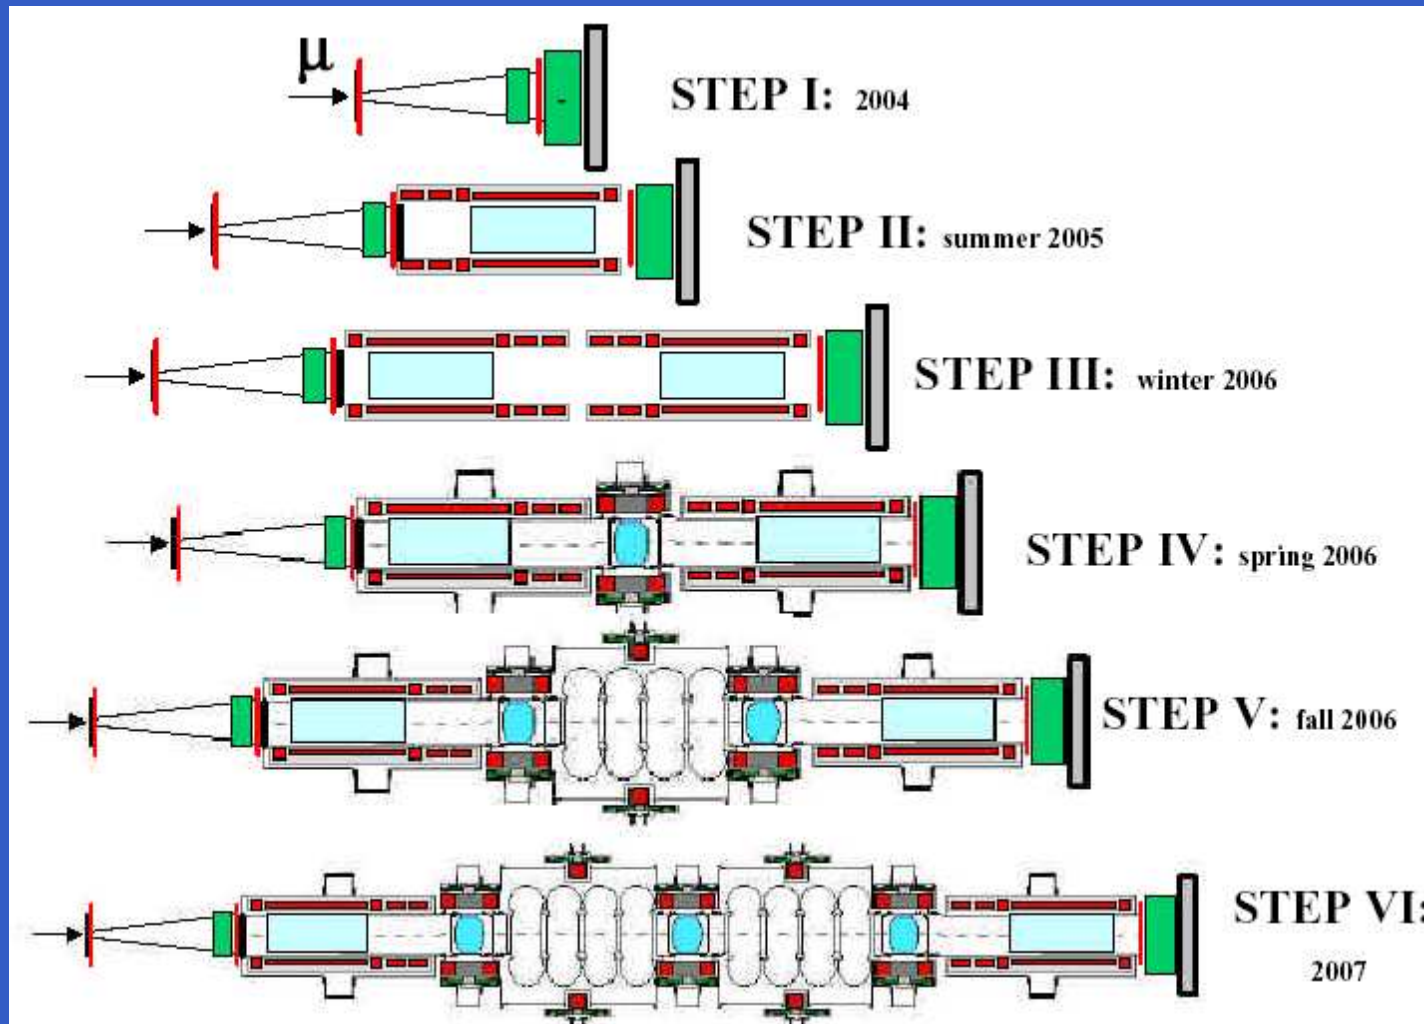 μ
STEP I: 2004
STEP II: summer 2005
STEP III: winter 2006
STEP IV: spring 2006
STEP V: fall 2006
STEP VI:
2007